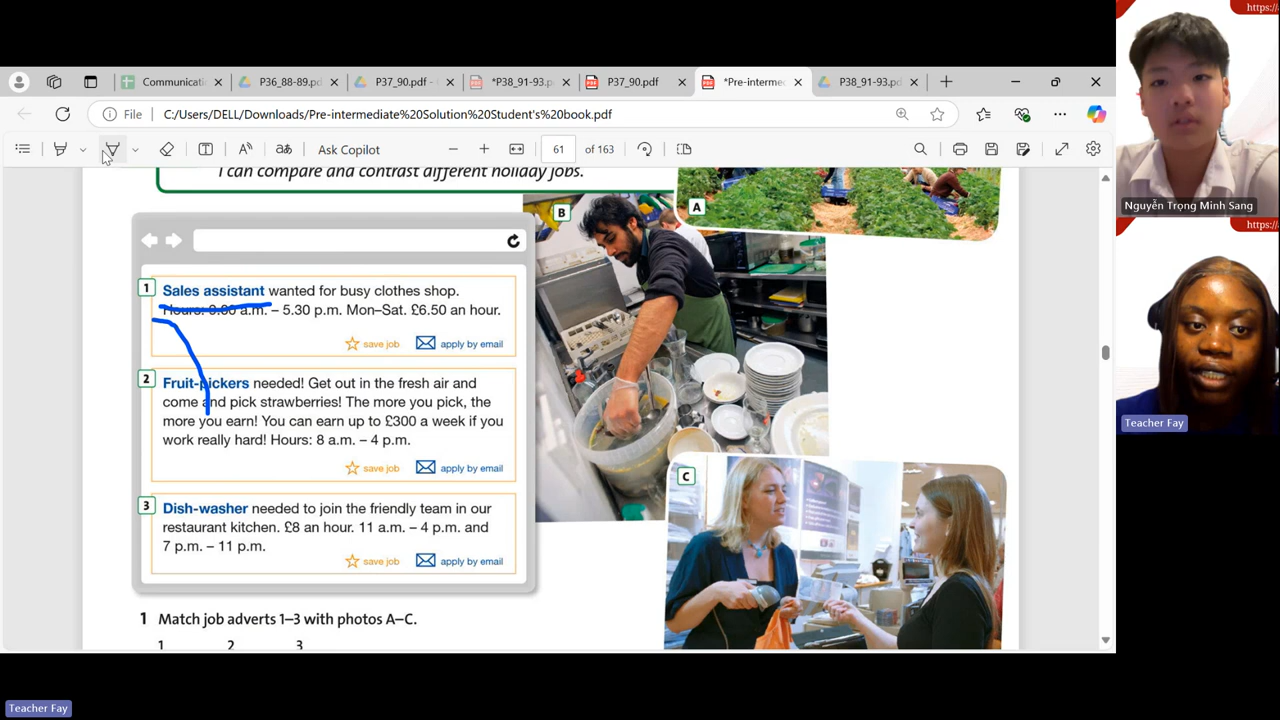 https:/
Communicati
P36_88-89.pd
P37_90.pdf -
*P38_91-93.p
P37_90.pdf
*Pre-interme
P38_91-93.pd
File
C:/Users/DELL/Downloads/Pre-intermediate%20Solution%20Student's%20book.pdf
Ask Copilot
61
of 163
I can compare and contrast different holiday jobs.
B
A
1
Sales assistant wanted for busy clothes shop.
Hours: 9.00 a.m. – 5.30 p.m. Mon–Sat. £6.50 an hour.
save job
apply by email
2
Fruit-pickers needed! Get out in the fresh air and
come and pick strawberries! The more you pick, the
more you earn! You can earn up to £300 a week if you
work really hard! Hours: 8 a.m. – 4 p.m.
save job
apply by email
3
Dish-washer needed to join the friendly team in our
restaurant kitchen. £8 an hour. 11 a.m. – 4 p.m. and
7 p.m. – 11 p.m.
save job
apply by email
C
1 Match job adverts 1–3 with photos A–C.
1
2
3
Nguyễn Trọng Minh Sang
https:/
Teacher Fay
Teacher Fay